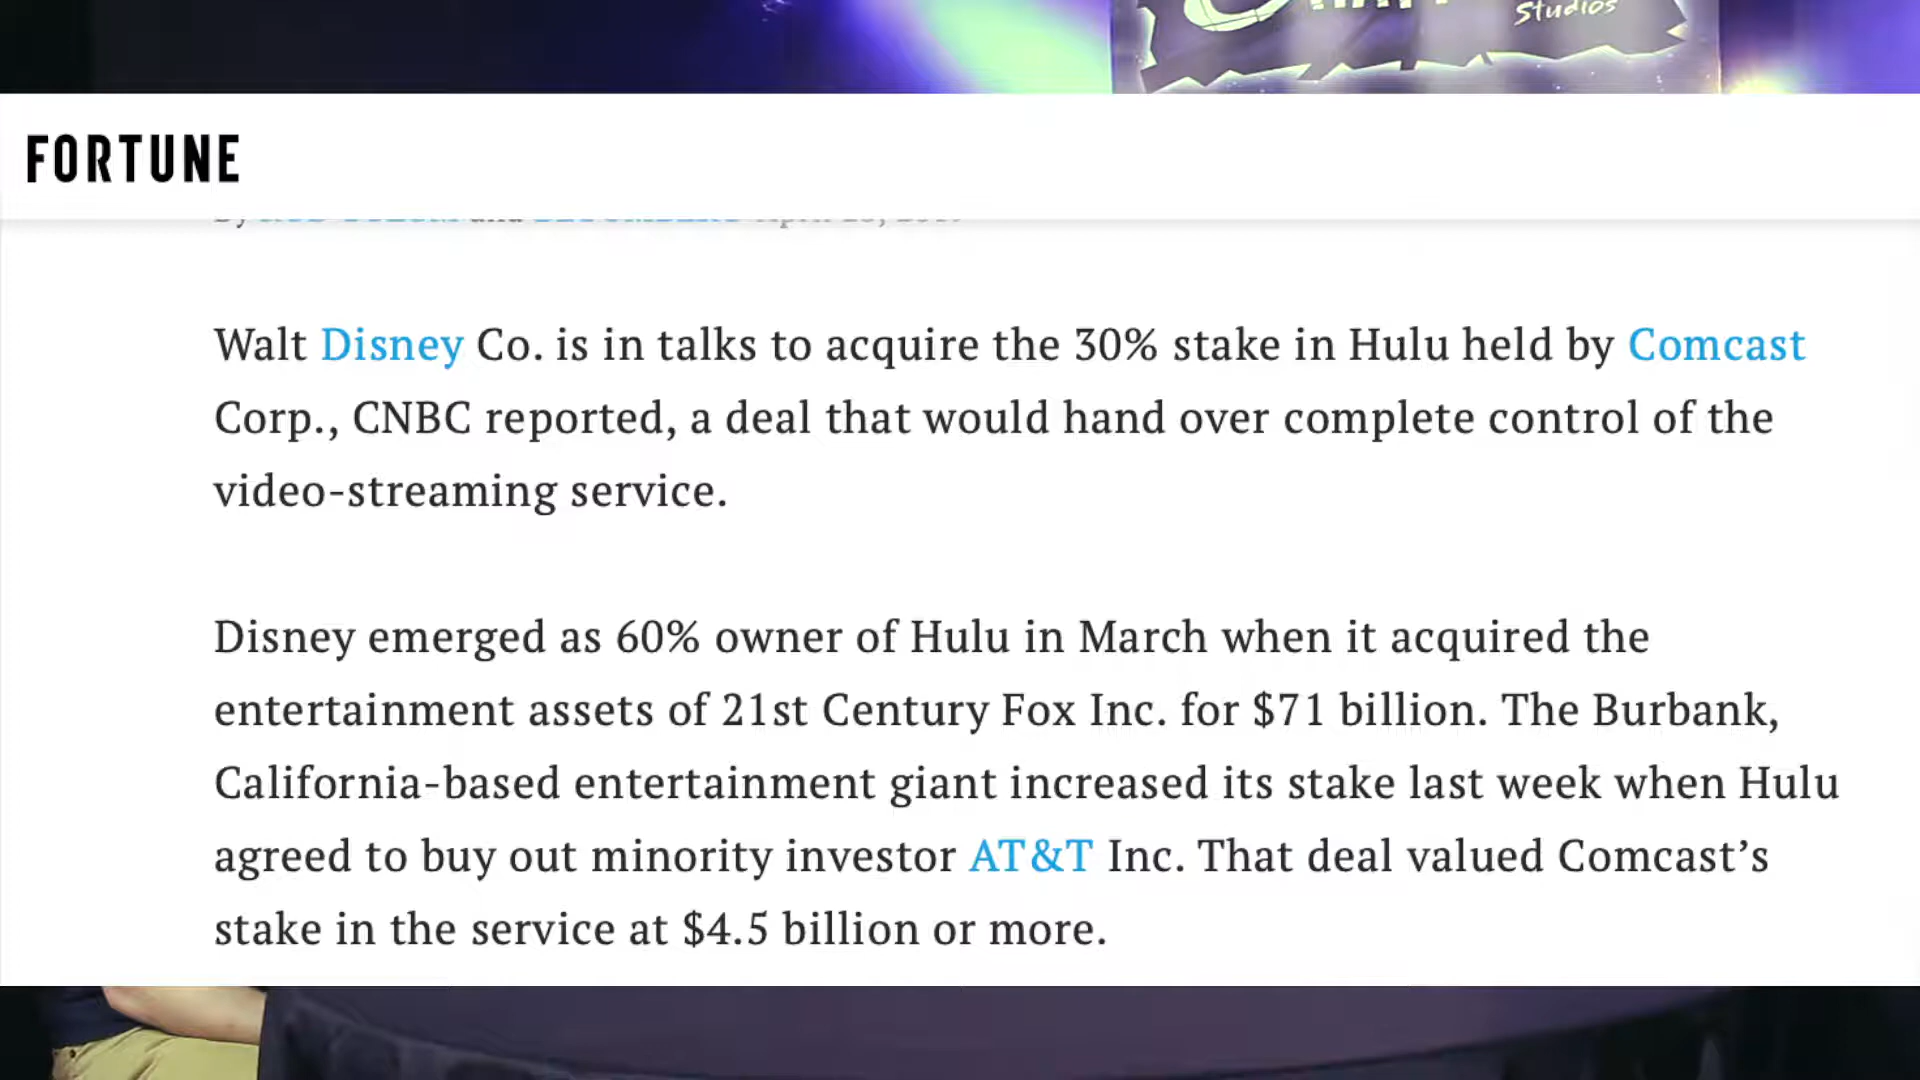 Studios
FORTUNE
Walt Disney Co. is in talks to acquire the 30% stake in Hulu held by Comcast
Corp., CNBC reported, a deal that would hand over complete control of the
video-streaming service.
Disney emerged as 60% owner of Hulu in March when it acquired the
entertainment assets of 21st Century Fox Inc. for $71 billion. The Burbank,
California-based entertainment giant increased its stake last week when Hulu
agreed to buy out minority investor AT&T Inc. That deal valued Comcast’s
stake in the service at $4.5 billion or more.